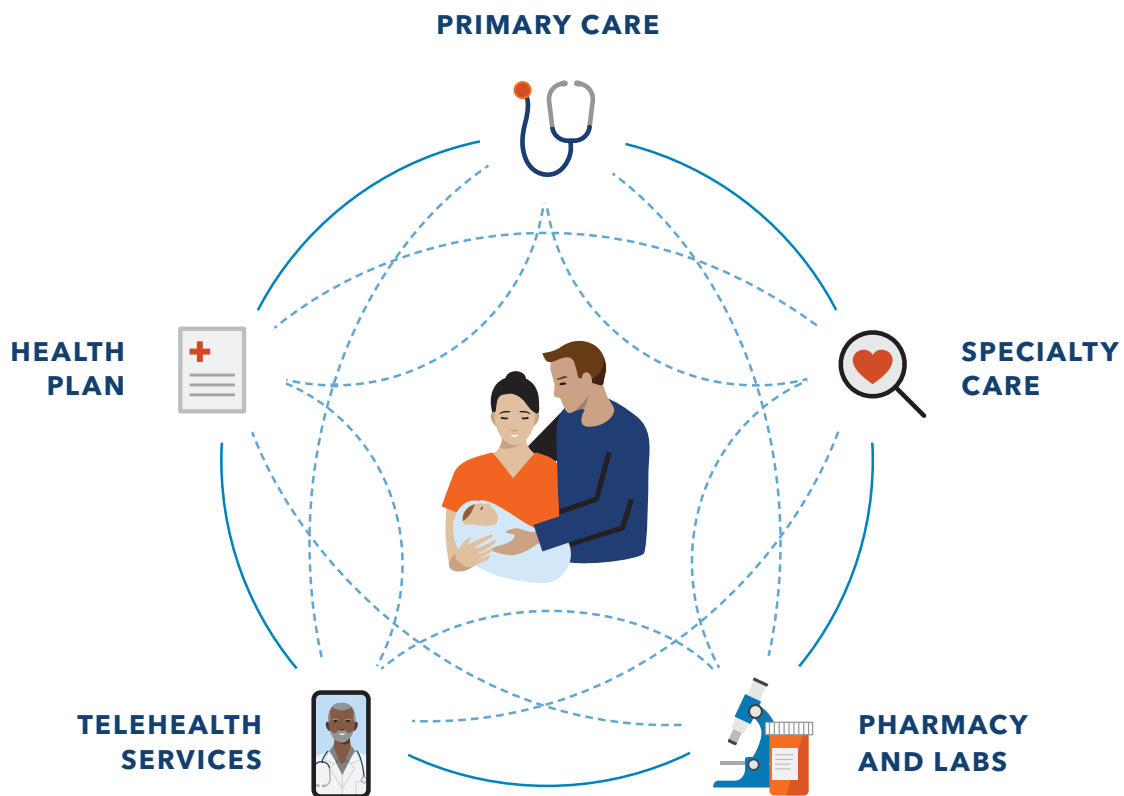 PRIMARY CARE
HEALTH
PLAN
SPECIALTY
CARE
TELEHEALTH
SERVICES
PHARMACY
AND LABS